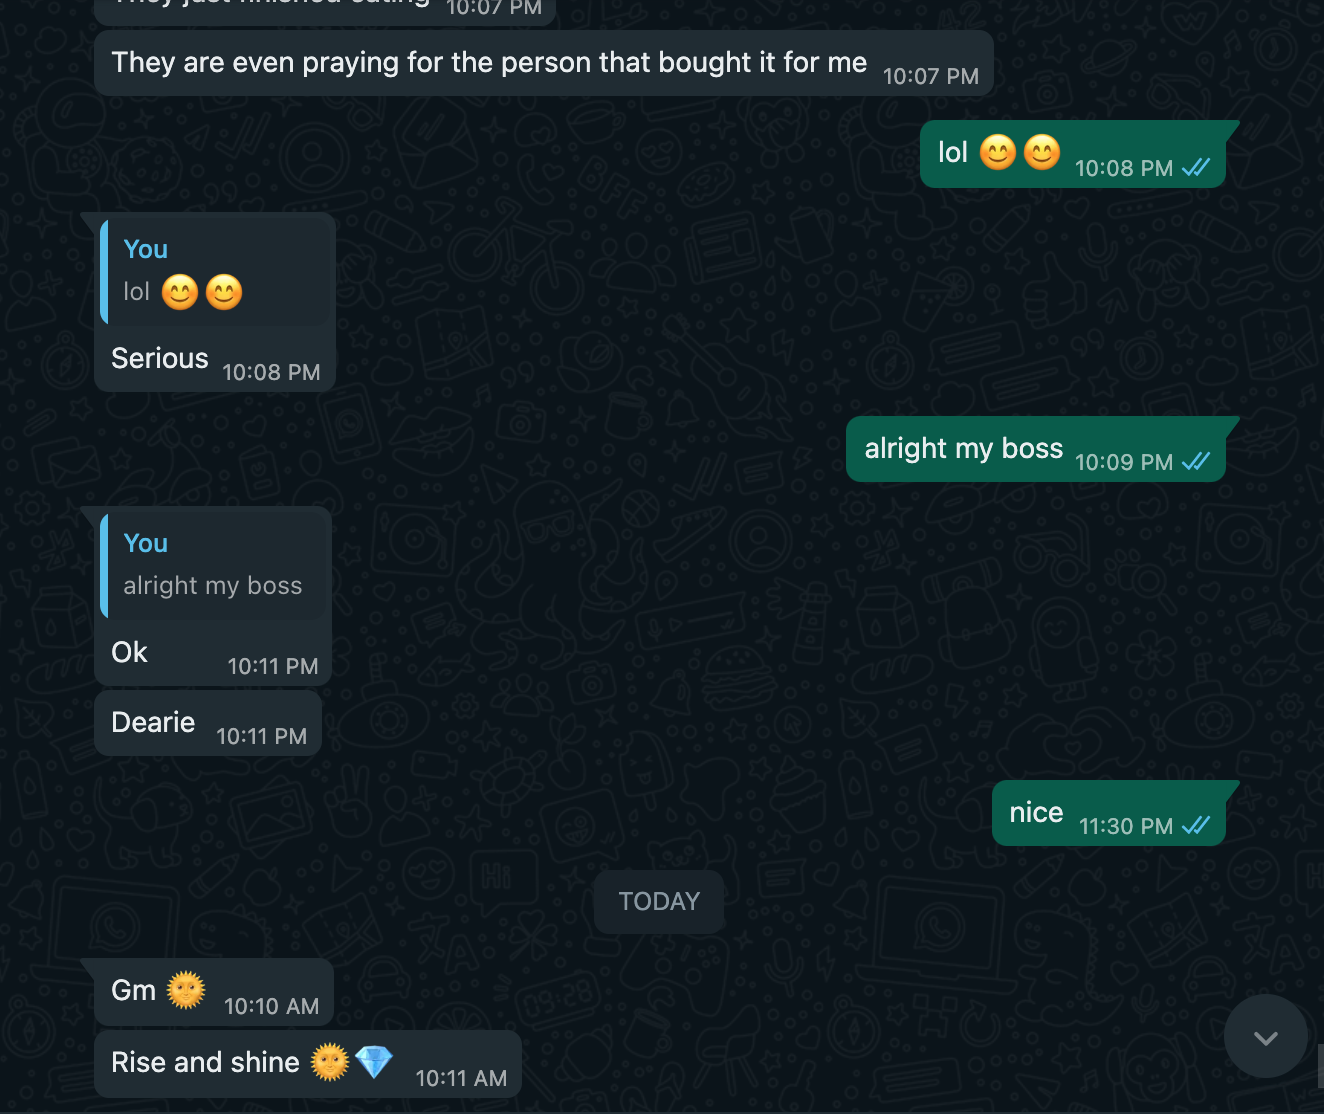 They just finished eating 10:07 PM
They are even praying for the person that bought it for me 10:07 PM
lol 😊😊 10:08 PM
You
lol 😊😊
Serious 10:08 PM
alright my boss 10:09 PM
You
alright my boss
Ok 10:11 PM
Dearie 10:11 PM
nice 11:30 PM
TODAY
Gm 🌞 10:10 AM
Rise and shine 🌞💎 10:11 AM